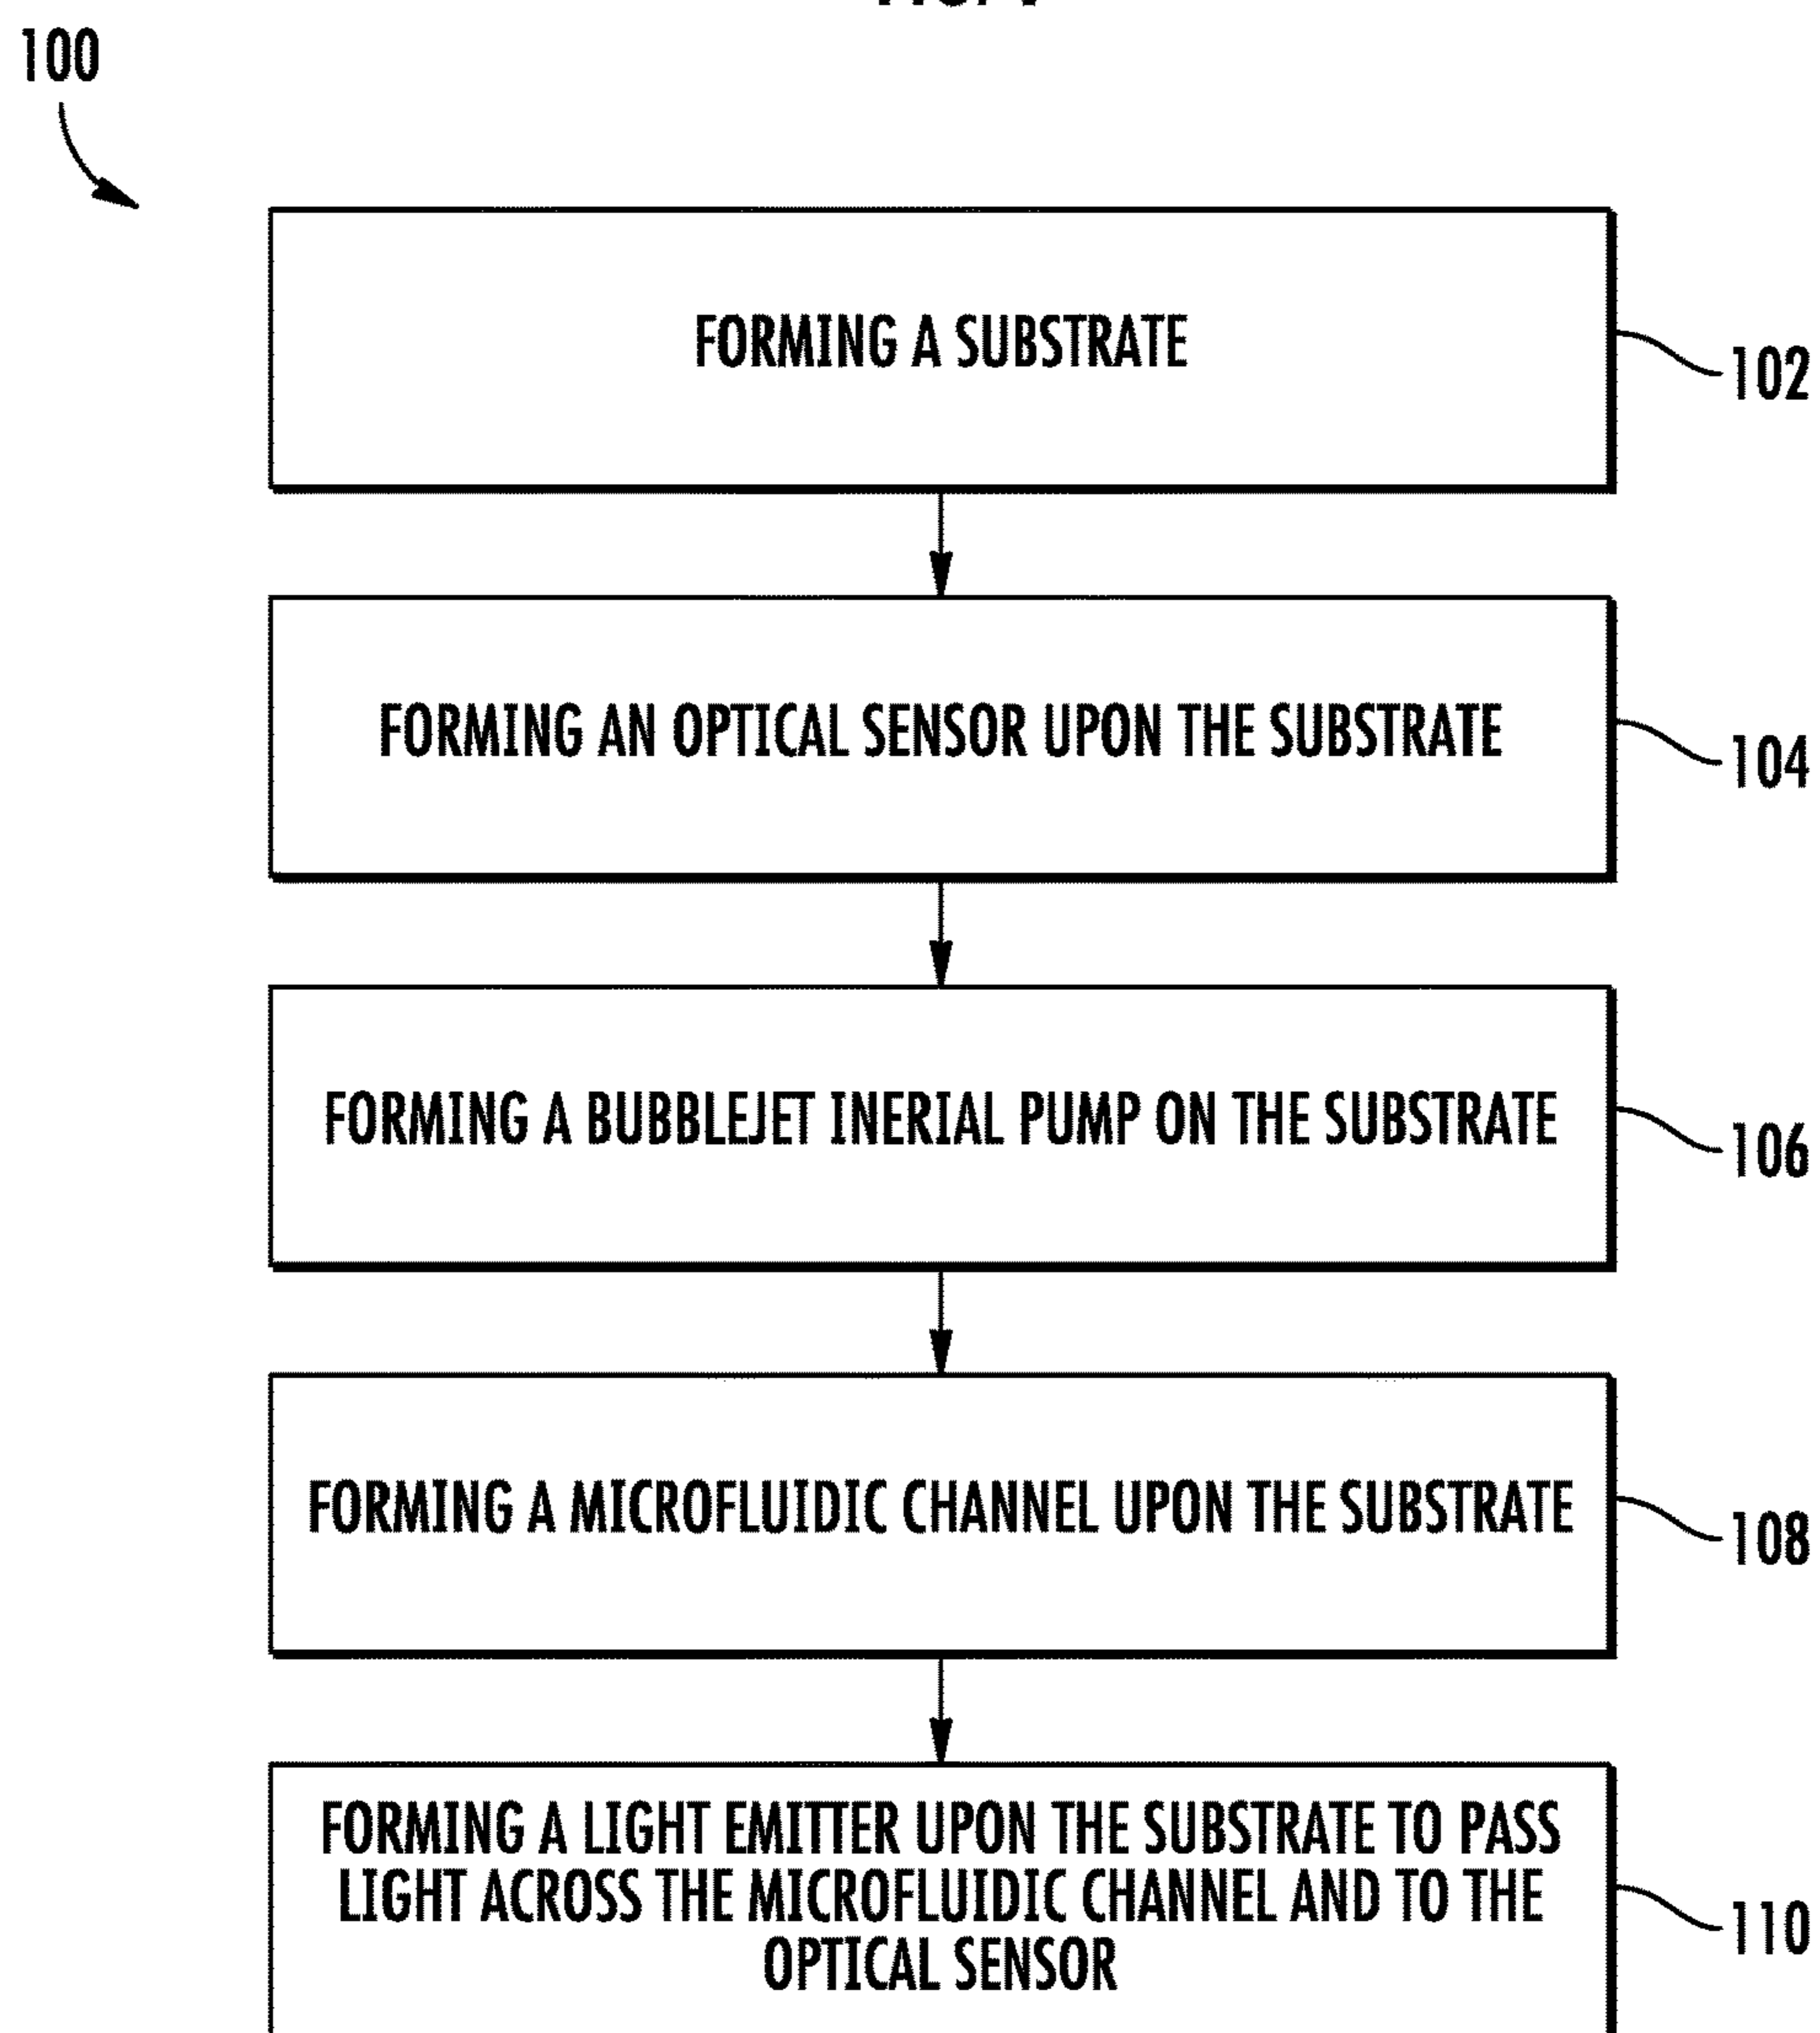 100
FORMING A SUBSTRATE
102
FORMING AN OPTICAL SENSOR UPON THE SUBSTRATE
104
FORMING A BUBBLEJET INERIAL PUMP ON THE SUBSTRATE
106
FORMING A MICROFLUIDIC CHANNEL UPON THE SUBSTRATE
108
FORMING A LIGHT EMITTER UPON THE SUBSTRATE TO PASS
LIGHT ACROSS THE MICROFLUIDIC CHANNEL AND TO THE
OPTICAL SENSOR
110